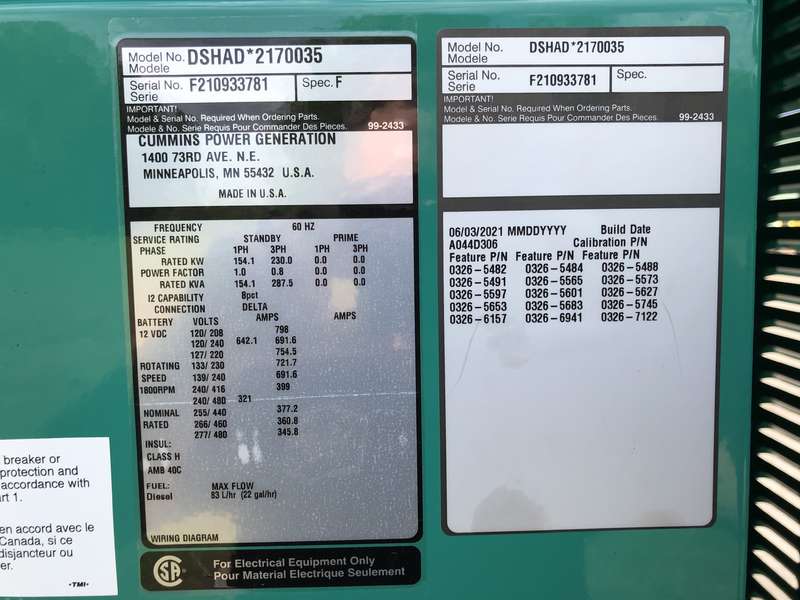 Model No. DSHAD*2170035
Modele
Serial No. F210933781 Spec. F
Serie
IMPORTANT!
Model & Serial No. Required When Ordering Parts.
Modele & No. Serie Requis Pour Commander Des Pieces. 99-2433
CUMMINS POWER GENERATION
1400 73RD AVE. N.E.
MINNEAPOLIS, MN 55432 U.S.A.
MADE IN U.S.A.
FREQUENCY 60 HZ
SERVICE RATING STANDBY PRIME
PHASE 1PH 3PH 1PH 3PH
RATED KW 154.1 230.0 0.0 0.0
POWER FACTOR 1.0 0.8 0.0 0.0
RATED KVA 154.1 287.5 0.0 0.0
I2 CAPABILITY 8pct
CONNECTION DELTA
BATTERY VOLTS AMPS AMPS
12 VDC 120/ 208 798
120/ 240 642.1 691.6
127/ 220 754.5
ROTATING 133/ 230 721.7
SPEED 139/ 240 691.6
1800RPM 240/ 416 399
240/ 480 321
NOMINAL 255/ 440 377.2
RATED 266/ 460 360.8
277/ 480 345.8
INSUL:
CLASS H
AMB 40C
FUEL: MAX FLOW
Diesel 83 L/hr (22 gal/hr)
WIRING DIAGRAM
CSA For Electrical Equipment Only
Pour Material Electrique Seulement
Model No. DSHAD*2170035
Modele
Serial No. F210933781 Spec.
Serie
IMPORTANT!
Model & Serial No. Required When Ordering Parts.
Modele & No. Serie Requis Pour Commander Des Pieces. 99-2433
06/03/2021 MMDDYYYY Build Date
A044D306 Calibration P/N
Feature P/N Feature P/N Feature P/N
0326-5482 0326-5484 0326-5488
0326-5491 0326-5565 0326-5573
0326-5597 0326-5601 0326-5627
0326-5653 0326-5683 0326-5745
0326-6157 0326-6941 0326-7122
breaker or
protection and
accordance with
art 1.
en accord avec le
Canada, si ce
disjoncteur ou
er.
•TMI•